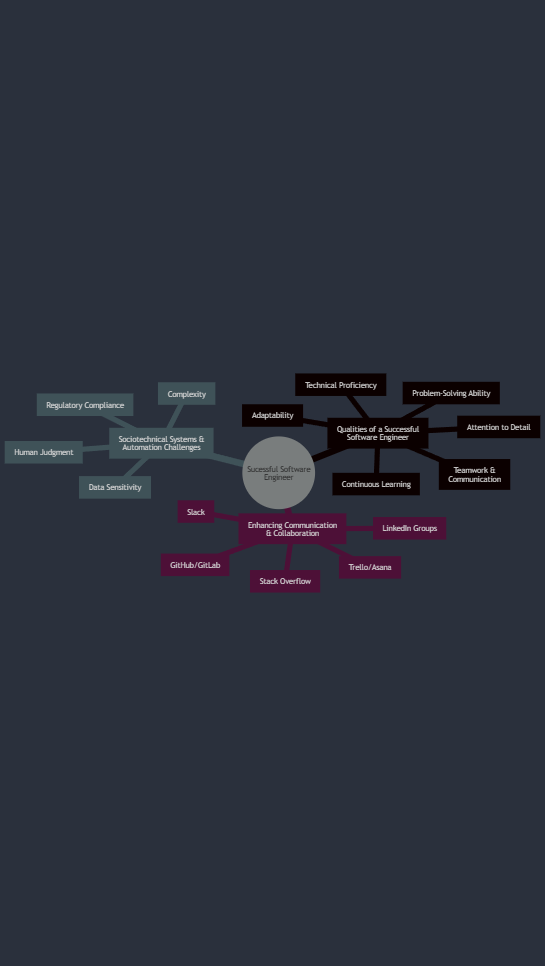 Technical Proficiency
Complexity
Problem-Solving Ability
Regulatory Compliance
Adaptability
Attention to Detail
Qualities of a Successful
Software Engineer
Sociotechnical Systems &
Automation Challenges
Human Judgment
Sucessful Software
Engineer
Teamwork &
Communication
Continuous Learning
Data Sensitivity
Slack
Enhancing Communication
& Collaboration
LinkedIn Groups
GitHub/GitLab
Trello/Asana
Stack Overflow